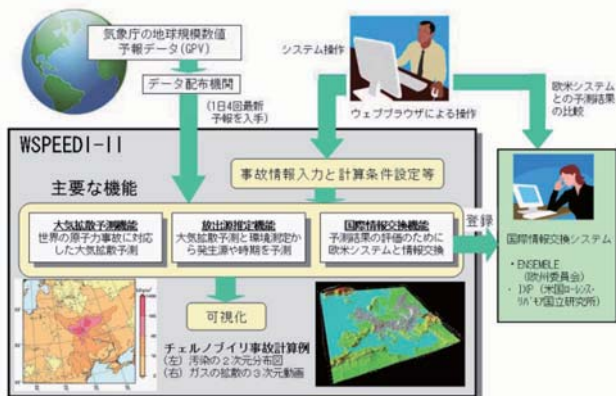 気象庁の地球規模数値
予報データ(GPV)
データ配布機関
(1日4回最新
予報を入手)
システム操作
ウェブブラウザによる操作
欧米システム
との予測結果
の比較
WSPEEDI-II
主要な機能
事故情報入力と計算条件設定等
大気拡散予測機能
世界の原子力事故に対応
した大気拡散予測
放出源推定機能
大気拡散予測と環境測定か
ら発生源や時期を予測
国際情報交換機能
予測結果の評価のために
欧米システムと情報交換
登録
国際情報交換システム
・ENSEMBLE
(欧州委員会)
・IXP (米国ローレンス・
リバモア国立研究所)
可視化
チェルノブイリ事故計算例
(左) 汚染の2次元分布図
(右) ガスの拡散の3次元動画